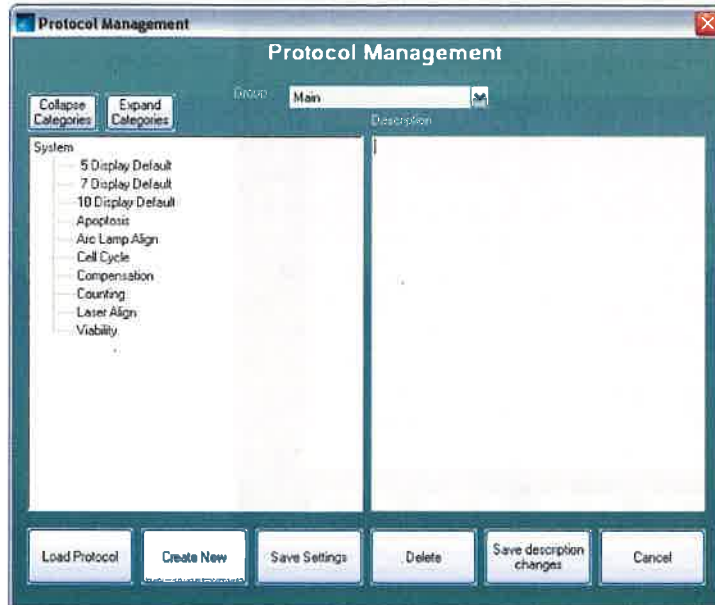 Protocol Management
Protocol Management
Group
Main
Collapse
Categories
Expand
Categories
Description
System
5 Display Default
7 Display Default
10 Display Default
Apoptosis
Arc Lamp Align
Cell Cycle
Compensation
Counting
Laser Align
Viability
Load Protocol
Create New
Save Settings
Delete
Save description
changes
Cancel